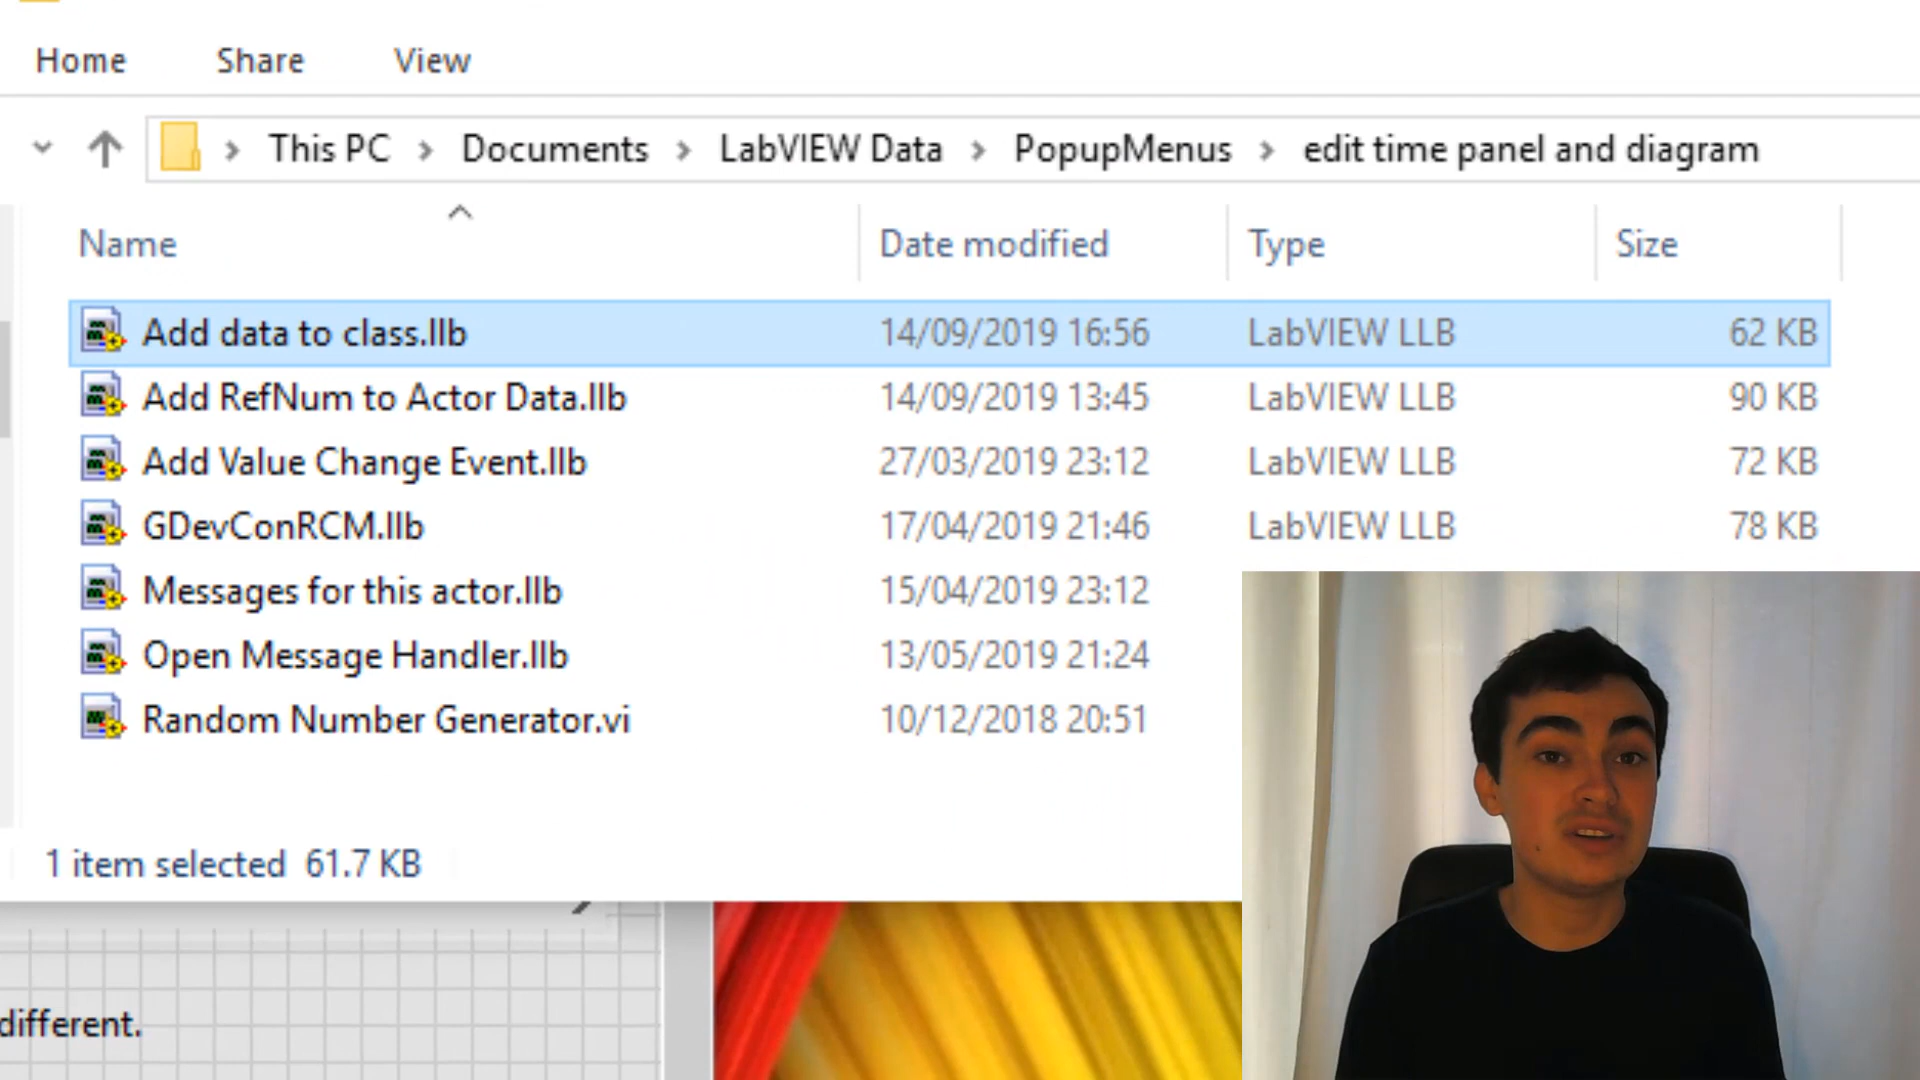 Home Share View
This PC > Documents > LabVIEW Data > PopupMenus > edit time panel and diagram
Name Date modified Type Size
Add data to class.llb 14/09/2019 16:56 LabVIEW LLB 62 KB
Add RefNum to Actor Data.llb 14/09/2019 13:45 LabVIEW LLB 90 KB
Add Value Change Event.llb 27/03/2019 23:12 LabVIEW LLB 72 KB
GDevConRCM.llb 17/04/2019 21:46 LabVIEW LLB 78 KB
Messages for this actor.llb 15/04/2019 23:12
Open Message Handler.llb 13/05/2019 21:24
Random Number Generator.vi 10/12/2018 20:51
1 item selected 61.7 KB
different.